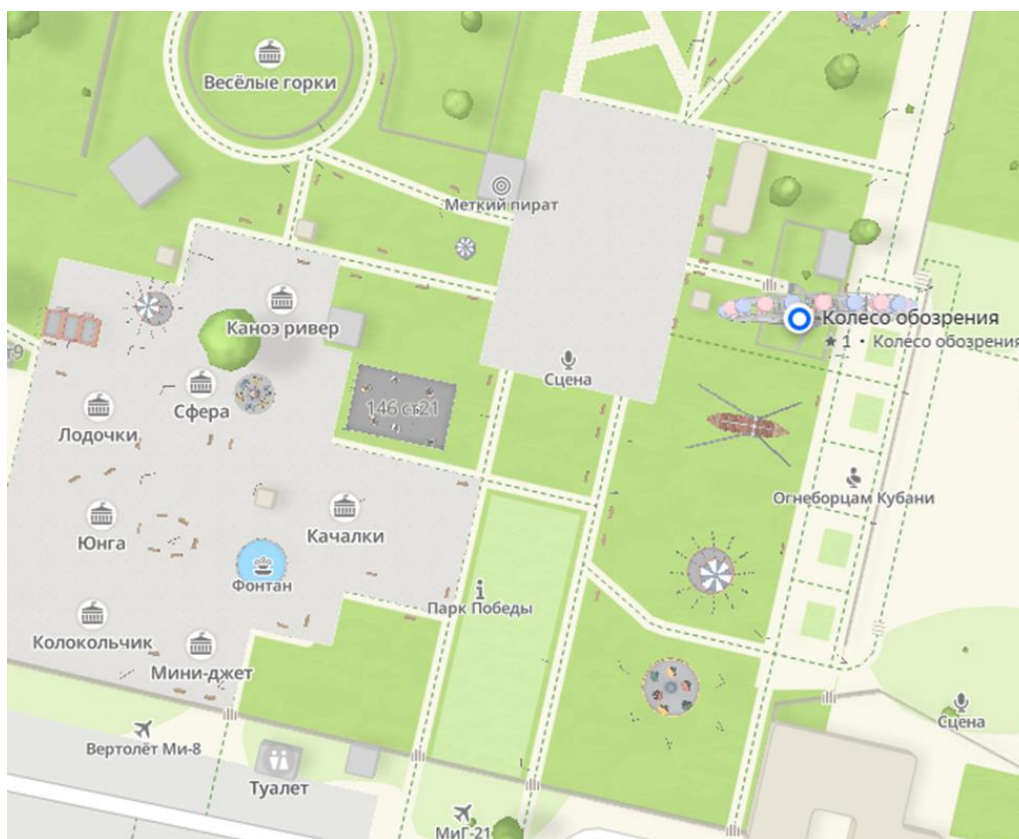 Весёлые горки
Меткий пират
Каноэ ривер
Колесо обозрения
1 • Колесо обозрения
т9
Сцена
Сфера
146 ст21
Лодочки
Огнеборцам Кубани
Качалки
Юнга
Фонтан
Парк Победы
Колокольчик
Мини-джет
Сцена
Вертолёт Ми-8
Туалет
МиГ-21